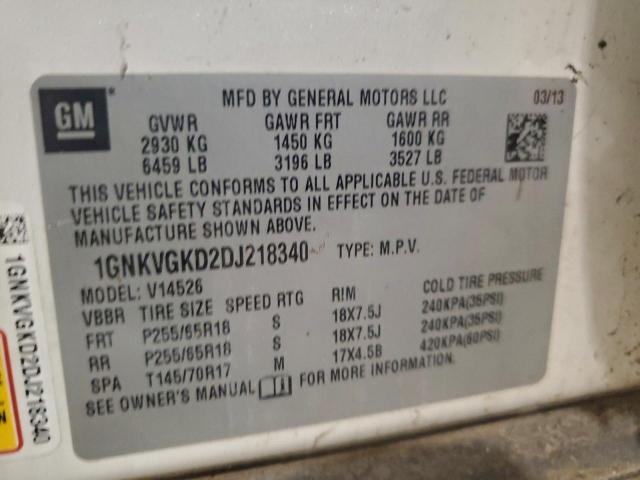 GM
MFD BY GENERAL MOTORS LLC 03/13
GVWR GAWR FRT GAWR RR
2930 KG 1450 KG 1600 KG
6459 LB 3196 LB 3527 LB
THIS VEHICLE CONFORMS TO ALL APPLICABLE U.S. FEDERAL MOTOR
VEHICLE SAFETY STANDARDS IN EFFECT ON THE DATE OF
MANUFACTURE SHOWN ABOVE.
1GNKVGKD2DJ218340 TYPE: M.P.V.
MODEL: V14526
VBBR TIRE SIZE SPEED RTG RIM COLD TIRE PRESSURE
FRT P255/65R18 S 18X7.5J 240KPA(35PSI)
RR P255/65R18 S 18X7.5J 240KPA(35PSI)
SPA T145/70R17 M 17X4.5B 420KPA(60PSI)
SEE OWNER'S MANUAL FOR MORE INFORMATION.
1GNKVGKD2DJ218340